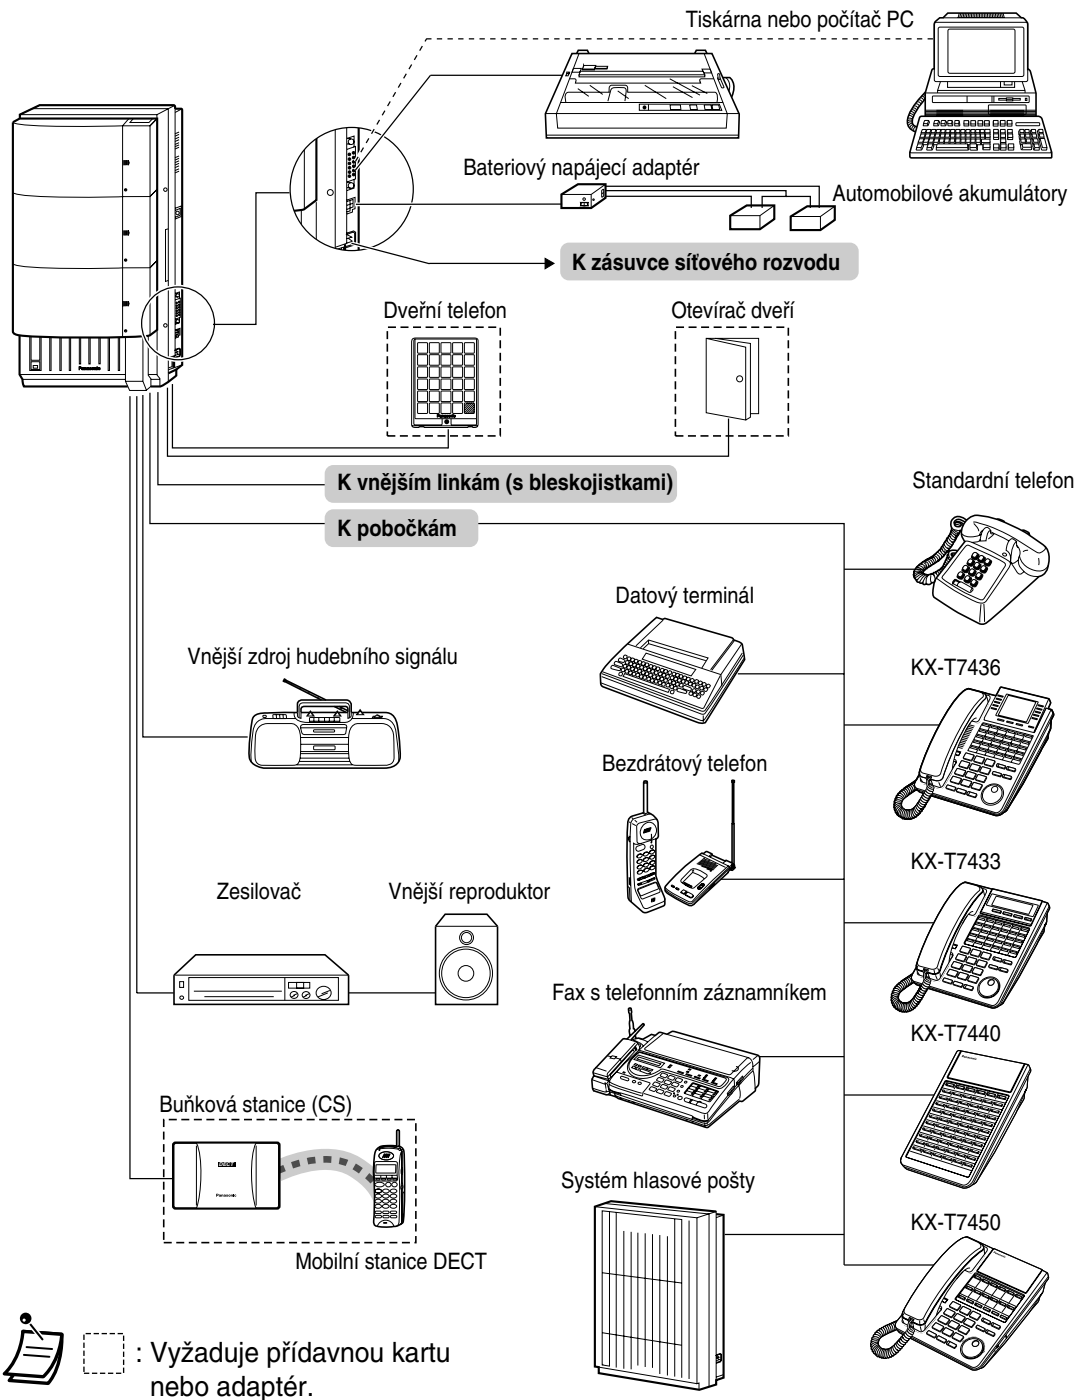 Tiskárna nebo počítač PC
Bateriový napájecí adaptér
Automobilové akumulátory
K zásuvce síťového rozvodu
Dveřní telefon
Otevírač dveří
Panasonic
K vnějším linkám (s bleskojistkami)
K pobočkám
Standardní telefon
Datový terminál
Vnější zdroj hudebního signálu
KX-T7436
Bezdrátový telefon
KX-T7433
Zesilovač
Vnější reproduktor
Fax s telefonním záznamníkem
KX-T7440
Buňková stanice (CS)
DECT
Panasonic
Systém hlasové pošty
KX-T7450
Mobilní stanice DECT
: Vyžaduje přídavnou kartu
nebo adaptér.